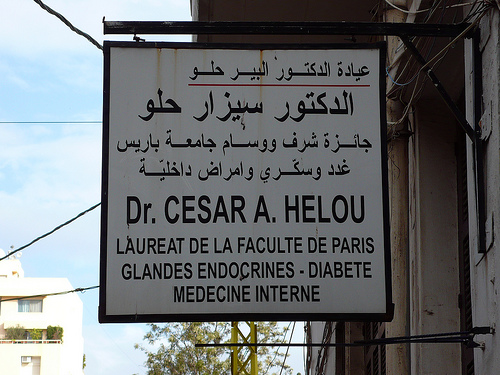 عيادة الدكتور البير حلو
الدكتور سيزار حلو
جائزة شرف ووسام جامعة باريس
غدد وسكّري وامراض داخليّة
Dr. CESAR A. HELOU
LAUREAT DE LA FACULTE DE PARIS
GLANDES ENDOCRINES - DIABETE
MEDECINE INTERNE